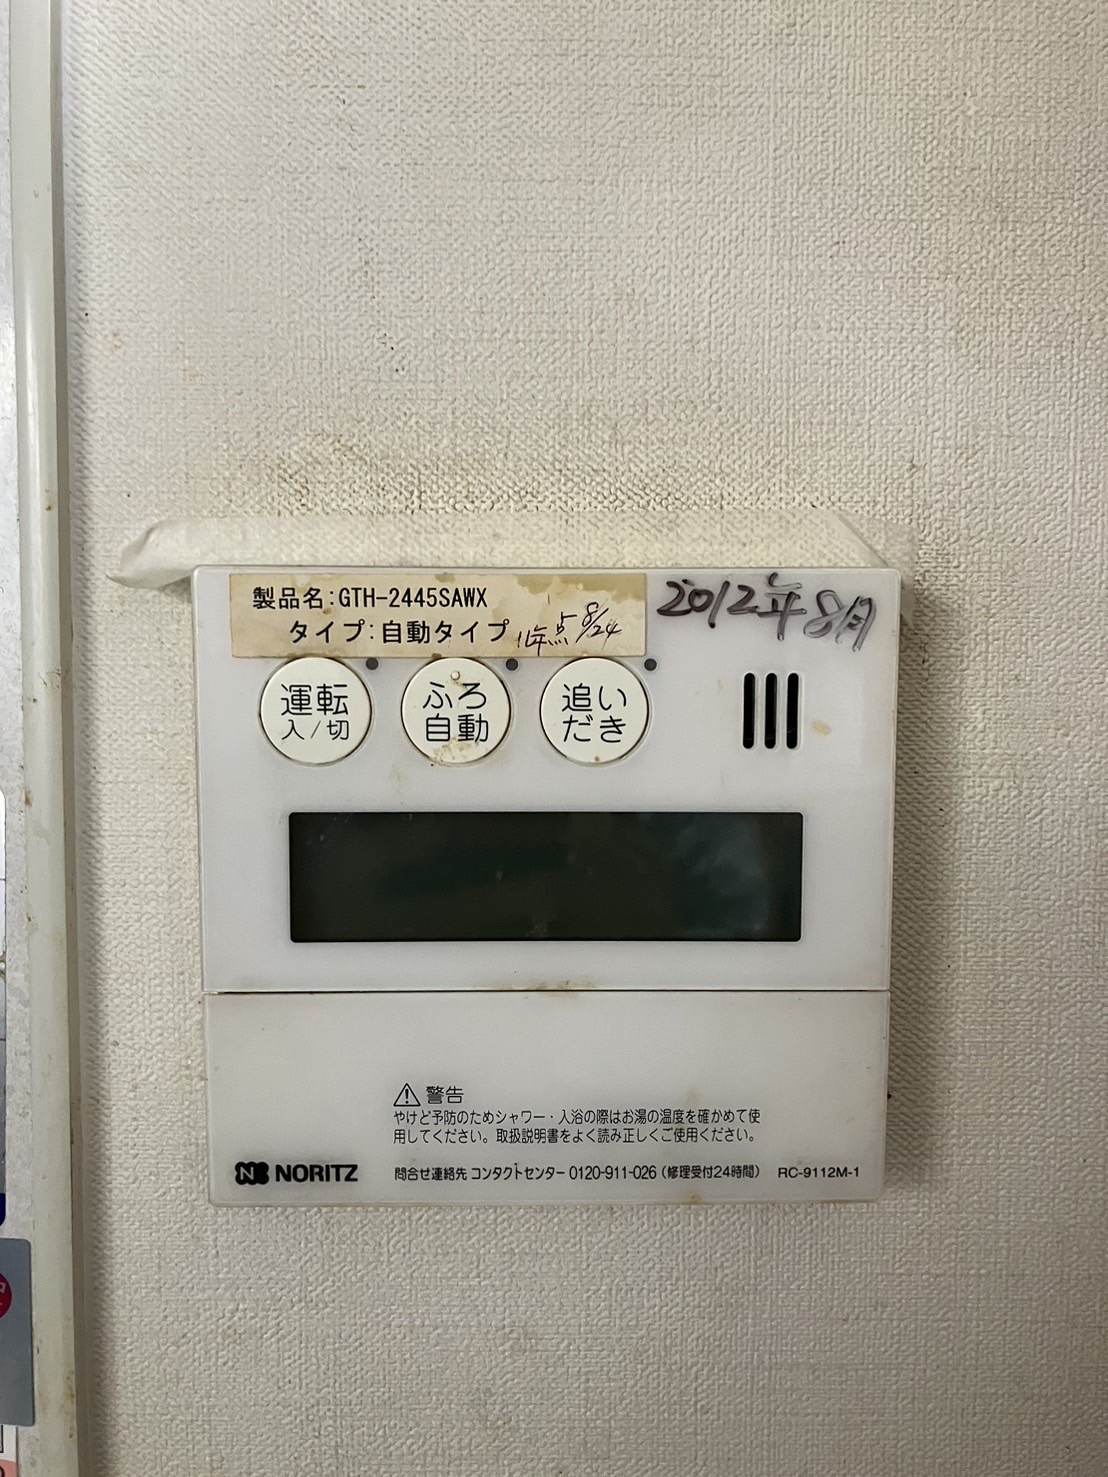 製品名:GTH-2445SAWX
タイプ:自動タイプ
1年点 8/24
2012年8月
運転
入/切
ふろ
自動
追い
だき
警告
やけど予防のためシャワー・入浴の際はお湯の温度を確かめて使
用してください。取扱説明書をよく読み正しくご使用ください。
NORITZ
問合せ連絡先 コンタクトセンター 0120-911-026(修理受付24時間)
RC-9112M-1